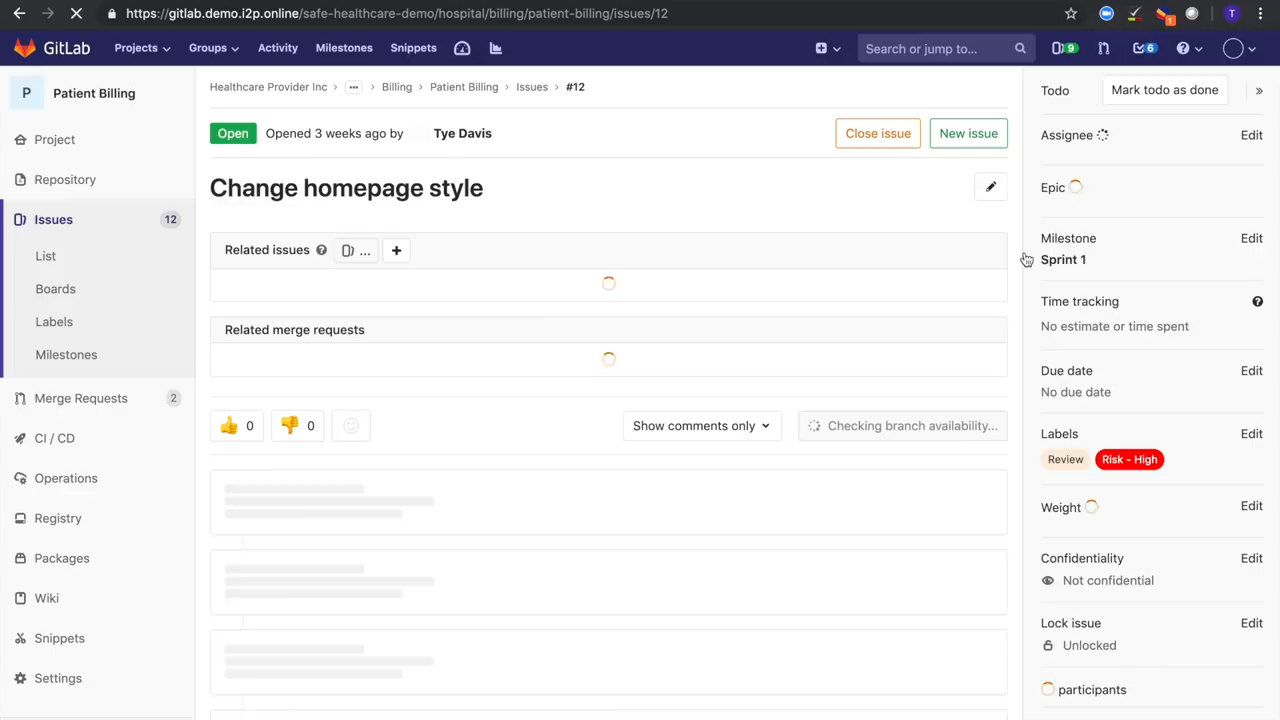 https://gitlab.demo.i2p.online/safe-healthcare-demo/hospital/billing/patient-billing/issues/12
1
T
GitLab
Projects
Groups
Activity
Milestones
Snippets
Search or jump to...
9
6
P
Patient Billing
Project
Repository
Issues
12
List
Boards
Labels
Milestones
Merge Requests
2
CI / CD
Operations
Registry
Packages
Wiki
Snippets
Settings
Healthcare Provider Inc > ... > Billing > Patient Billing > Issues > #12
Open
Opened 3 weeks ago by Tye Davis
Close issue
New issue
Change homepage style
Related issues
...
Related merge requests
👍 0
👎 0
Show comments only
Checking branch availability...
Todo
Mark todo as done
»
Assignee
Edit
Epic
Milestone
Edit
Sprint 1
Time tracking
No estimate or time spent
Due date
Edit
No due date
Labels
Edit
Review
Risk - High
Weight
Edit
Confidentiality
Edit
Not confidential
Lock issue
Edit
Unlocked
participants